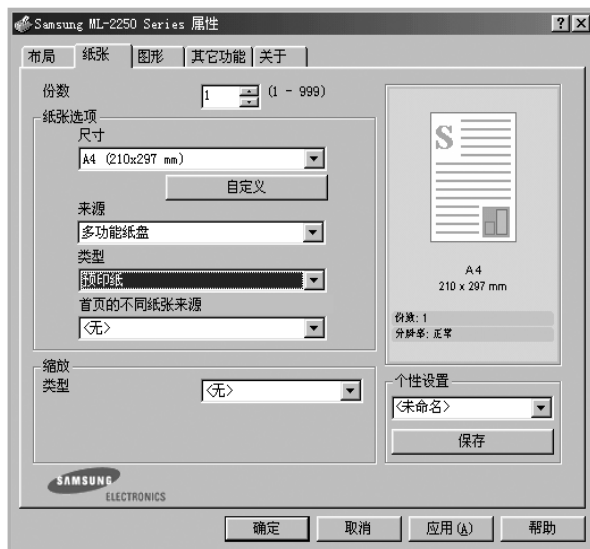 Samsung ML-2250 Series 属性
布局 纸张 图形 其它功能 关于
份数 1 (1 - 999)
纸张选项
尺寸
A4 (210x297 mm)
自定义
来源
多功能纸盘
类型
预印纸
首页的不同纸张来源
<无>
缩放
类型 <无>
S
A4
210 x 297 mm
份数: 1
分辨率: 正常
个性设置
<未命名>
保存
SAMSUNG
ELECTRONICS
确定 取消 应用(A) 帮助